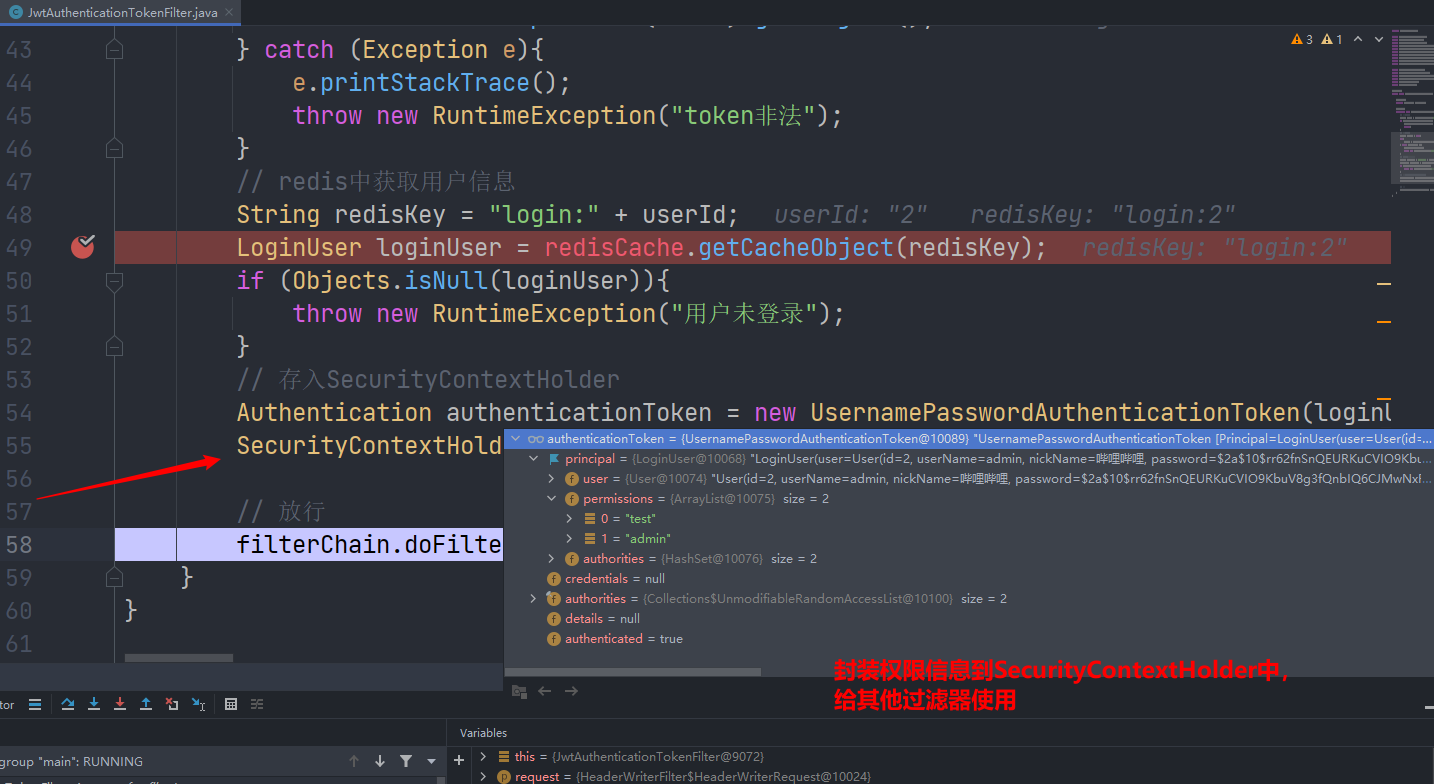 JwtAuthenticationTokenFilter.java
3 1
43 } catch (Exception e){
44 e.printStackTrace();
45 throw new RuntimeException("token非法");
46 }
47 // redis中获取用户信息
48 String redisKey = "login:" + userId; userId: "2" redisKey: "login:2"
49 LoginUser loginUser = redisCache.getCacheObject(redisKey); redisKey: "login:2"
50 if (Objects.isNull(loginUser)){
51 throw new RuntimeException("用户未登录");
52 }
53 // 存入SecurityContextHolder
54 Authentication authenticationToken = new UsernamePasswordAuthenticationToken(loginU
55 SecurityContextHold
authenticationToken = {UsernamePasswordAuthenticationToken@10089} "UsernamePasswordAuthenticationToken [Principal=LoginUser(user=User(id=...
principal = {LoginUser@10068} "LoginUser(user=User(id=2, userName=admin, nickName=哔哩哔哩, password=$2a$10$rr62fnSnQEURKuCVIO9Kbu...
56
user = {User@10074} "User(id=2, userName=admin, nickName=哔哩哔哩, password=$2a$10$rr62fnSnQEURKuCVIO9KbuV8g3fQnbIQ6CJMwNxF...
permissions = {ArrayList@10075} size = 2
57 // 放行
0 = "test"
1 = "admin"
58 filterChain.doFilte
authorities = {HashSet@10076} size = 2
59 }
credentials = null
authorities = {Collections$UnmodifiableRandomAccessList@10100} size = 2
60 }
details = null
authenticated = true
61
封装权限信息到SecurityContextHolder中，
给其他过滤器使用
tor
Variables
group "main": RUNNING
this = {JwtAuthenticationTokenFilter@9072}
request = {HeaderWriterFilter$HeaderWriterRequest@10024}